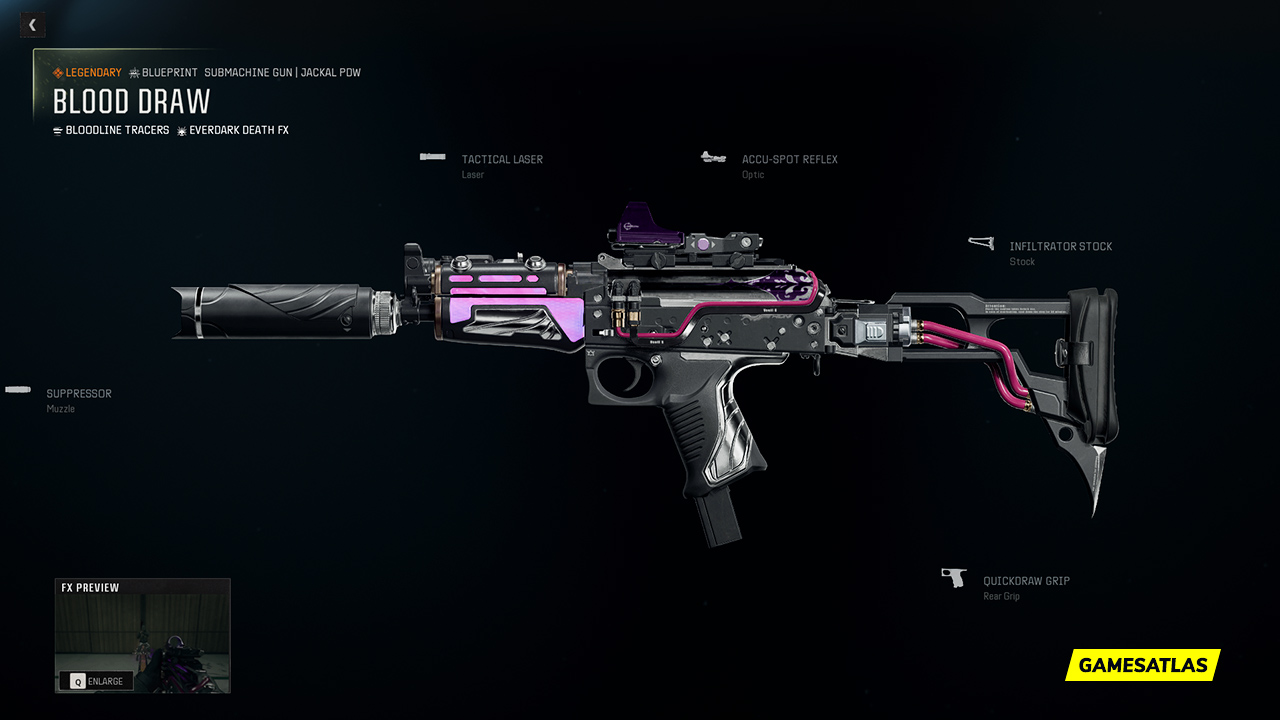 LEGENDARY BLUEPRINT SUBMACHINE GUN | JACKAL PDW
BLOOD DRAW
BLOODLINE TRACERS EVERDARK DEATH FX
TACTICAL LASER
Laser
ACCU-SPOT REFLEX
Optic
INFILTRATOR STOCK
Stock
SUPPRESSOR
Muzzle
QUICKDRAW GRIP
Rear Grip
FX PREVIEW
Q ENLARGE
GAMESATLAS